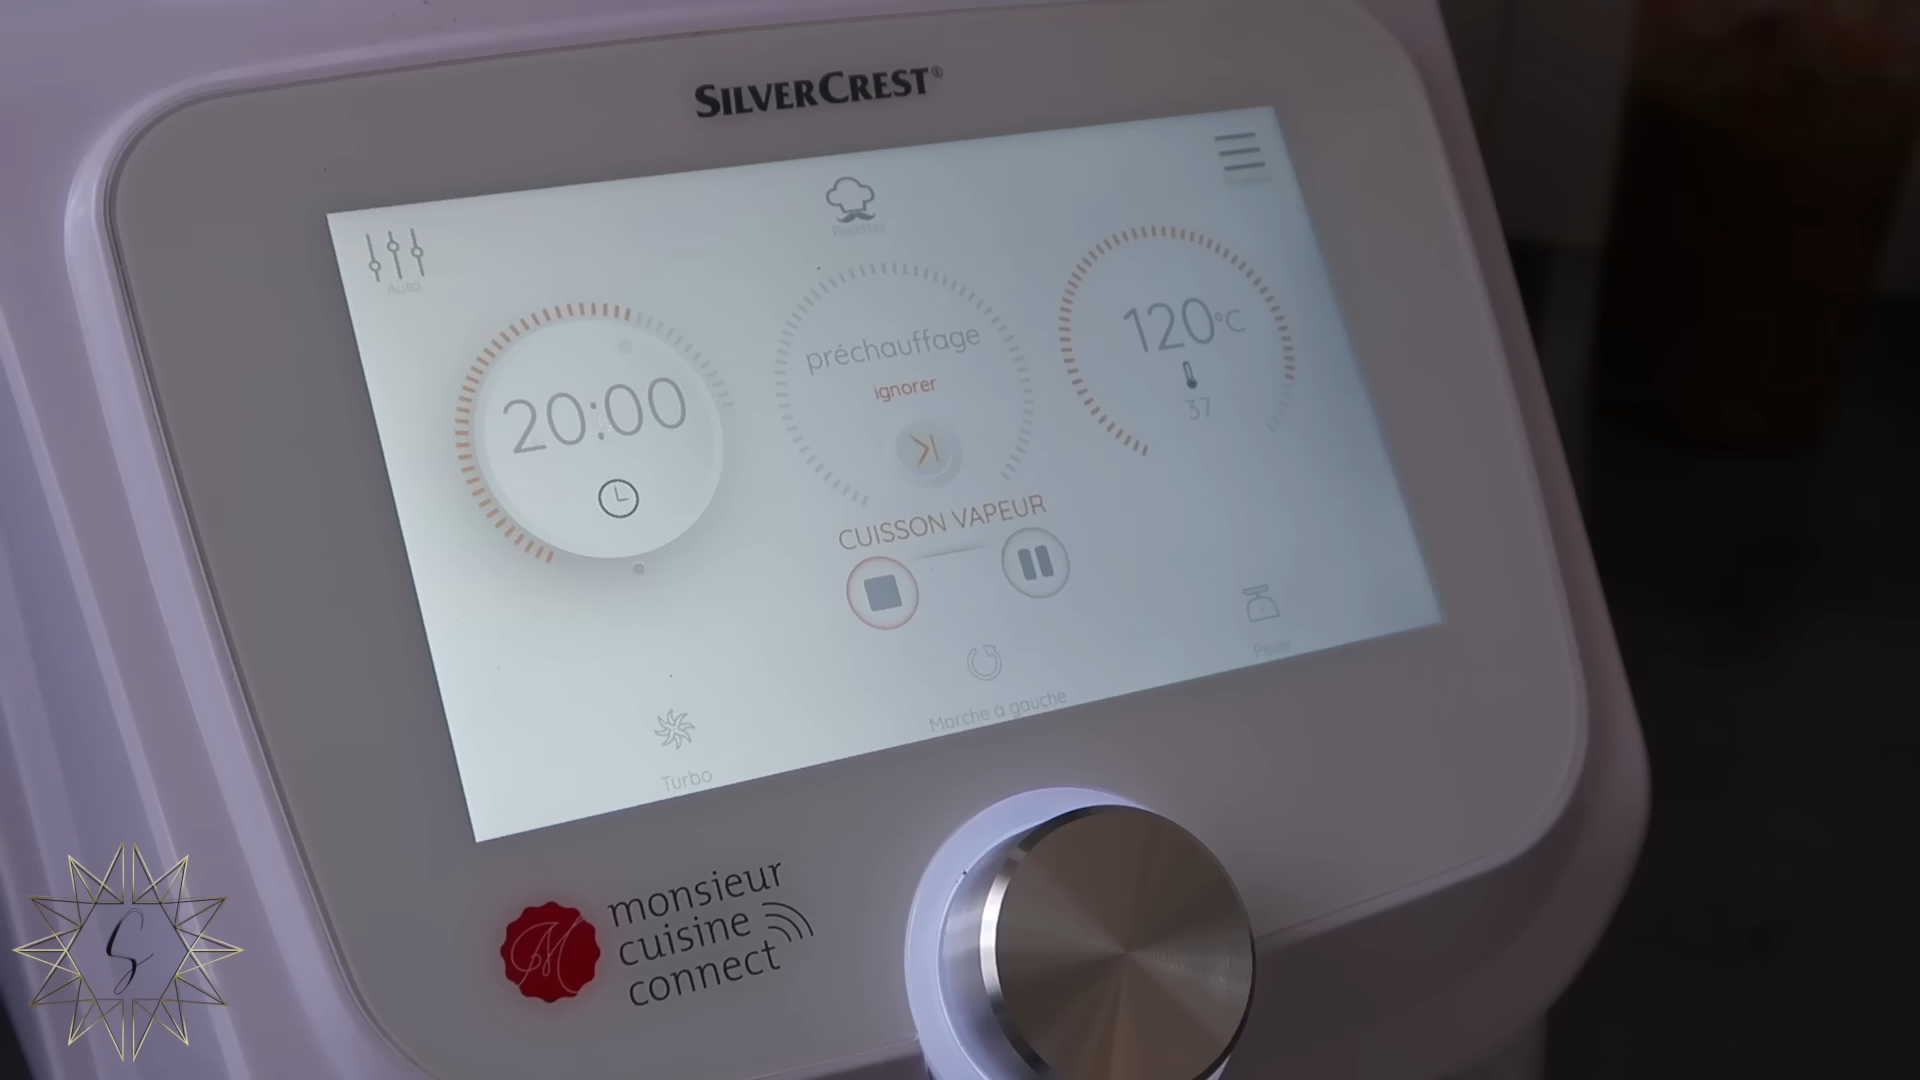 SILVERCREST®
Recettes
Auto
préchauffage
ignorer
120°C
37
20:00
CUISSON VAPEUR
Peser
Marche à gauche
Turbo
monsieur
cuisine
connect
M
S